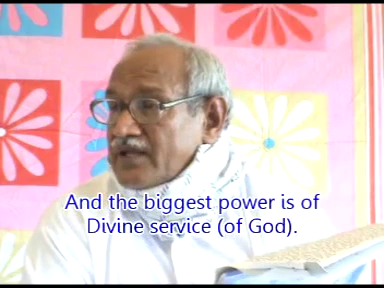 And the biggest power is of
Divine service (of God).